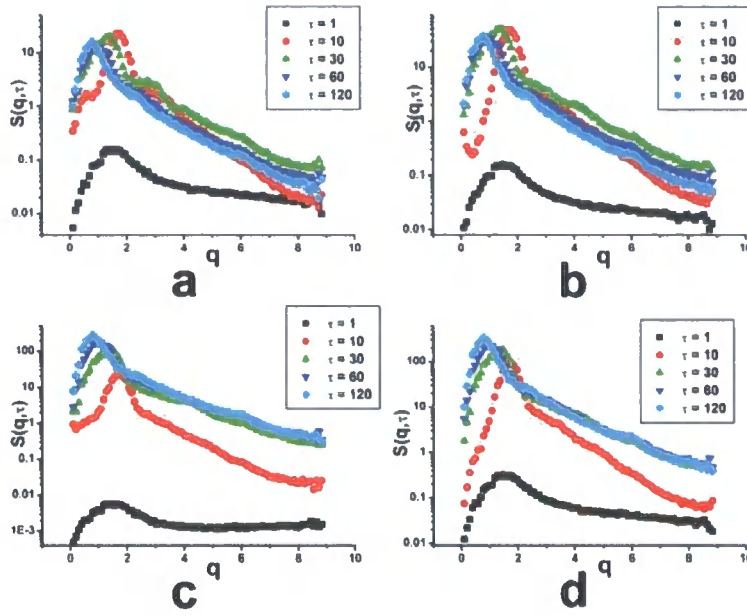 τ = 1
τ = 10
τ = 30
τ = 60
τ = 120
S(q,τ)
10
1
0.1
0.01
0 2 4 6 8 10
q
a
τ = 1
τ = 10
τ = 30
τ = 60
τ = 120
S(q,τ)
10
1
0.1
0.01
0 2 4 6 8 10
q
b
τ = 1
τ = 10
τ = 30
τ = 60
τ = 120
S(q,τ)
100
10
1
0.1
0.01
1E-3
0 2 4 6 8 10
q
c
τ = 1
τ = 10
τ = 30
τ = 60
τ = 120
S(q,τ)
100
10
1
0.1
0.01
0 2 4 6 8 10
q
d